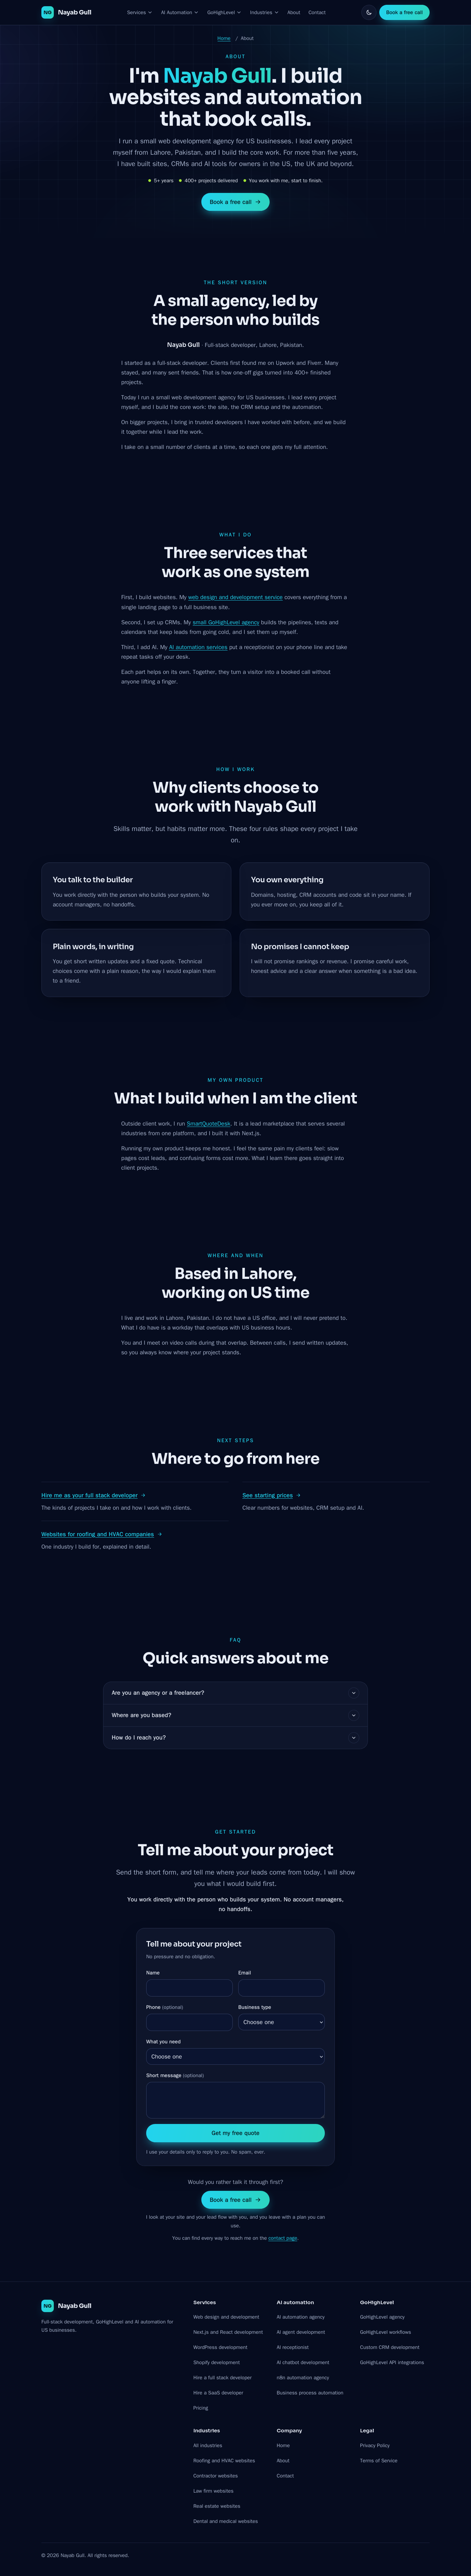 NG Nayab Gull Services AI Automation GoHighLevel Industries About Contact Book a free call
Home / About
ABOUT
I'm Nayab Gull. I build
websites and automation
that book calls.
I run a small web development agency for US businesses. I lead every project
myself from Lahore, Pakistan, and I build the core work. For more than five years,
I have built sites, CRMs and AI tools for owners in the US, the UK and beyond.
5+ years 400+ projects delivered You work with me, start to finish.
Book a free call →
THE SHORT VERSION
A small agency, led by
the person who builds
Nayab Gull Full-stack developer, Lahore, Pakistan.
I started as a full-stack developer. Clients first found me on Upwork and Fiverr. Many
stayed, and many sent friends. That is how one-off gigs turned into 400+ finished
projects.
Today I run a small web development agency for US businesses. I lead every project
myself, and I build the core work: the site, the CRM setup and the automation.
On bigger projects, I bring in trusted developers I have worked with before, and we build
it together while I lead the work.
I take on a small number of clients at a time, so each one gets my full attention.
WHAT I DO
Three services that
work as one system
First, I build websites. My web design and development service covers everything from a
single landing page to a full business site.
Second, I set up CRMs. My small GoHighLevel agency builds the pipelines, texts and
calendars that keep leads from going cold, and I set them up myself.
Third, I add AI. My AI automation services put a receptionist on your phone line and take
repeat tasks off your desk.
Each part helps on its own. Together, they turn a visitor into a booked call without
anyone lifting a finger.
HOW I WORK
Why clients choose to
work with Nayab Gull
Skills matter, but habits matter more. These four rules shape every project I take
on.
You talk to the builder
You work directly with the person who builds your system. No
account managers, no handoffs.
You own everything
Domains, hosting, CRM accounts and code sit in your name. If
you ever move on, you keep all of it.
Plain words, in writing
You get short written updates and a fixed quote. Technical
choices come with a plain reason, the way I would explain them
to a friend.
No promises I cannot keep
I will not promise rankings or revenue. I promise careful work,
honest advice and a clear answer when something is a bad idea.
MY OWN PRODUCT
What I build when I am the client
Outside client work, I run SmartQuoteDesk. It is a lead marketplace that serves several
industries from one platform, and I built it with Next.js.
Running my own product keeps me honest. I feel the same pain my clients feel: slow
pages cost leads, and confusing forms cost more. What I learn there goes straight into
client projects.
WHERE AND WHEN
Based in Lahore,
working on US time
I live and work in Lahore, Pakistan. I do not have a US office, and I will never pretend to.
What I do have is a workday that overlaps with US business hours.
You and I meet on video calls during that overlap. Between calls, I send written updates,
so you always know where your project stands.
NEXT STEPS
Where to go from here
Hire me as your full stack developer →
The kinds of projects I take on and how I work with clients.
See starting prices →
Clear numbers for websites, CRM setup and AI.
Websites for roofing and HVAC companies →
One industry I build for, explained in detail.
FAQ
Quick answers about me
Are you an agency or a freelancer?
Where are you based?
How do I reach you?
GET STARTED
Tell me about your project
Send the short form, and tell me where your leads come from today. I will show
you what I would build first.
You work directly with the person who builds your system. No account managers,
no handoffs.
Tell me about your project
No pressure and no obligation.
Name Email
Phone (optional) Business type
Choose one
What you need
Choose one
Short message (optional)
Get my free quote
I use your details only to reply to you. No spam, ever.
Would you rather talk it through first?
Book a free call →
I look at your site and your lead flow with you, and you leave with a plan you can
use.
You can find every way to reach me on the contact page.
NG Nayab Gull
Full-stack development, GoHighLevel and AI automation for
US businesses.
Services
Web design and development
Next.js and React development
WordPress development
Shopify development
Hire a full stack developer
Hire a SaaS developer
Pricing
AI automation
AI automation agency
AI agent development
AI receptionist
AI chatbot development
n8n automation agency
Business process automation
GoHighLevel
GoHighLevel agency
GoHighLevel workflows
Custom CRM development
GoHighLevel API integrations
Industries
All industries
Roofing and HVAC websites
Contractor websites
Law firm websites
Real estate websites
Dental and medical websites
Company
Home
About
Contact
Legal
Privacy Policy
Terms of Service
© 2026 Nayab Gull. All rights reserved.